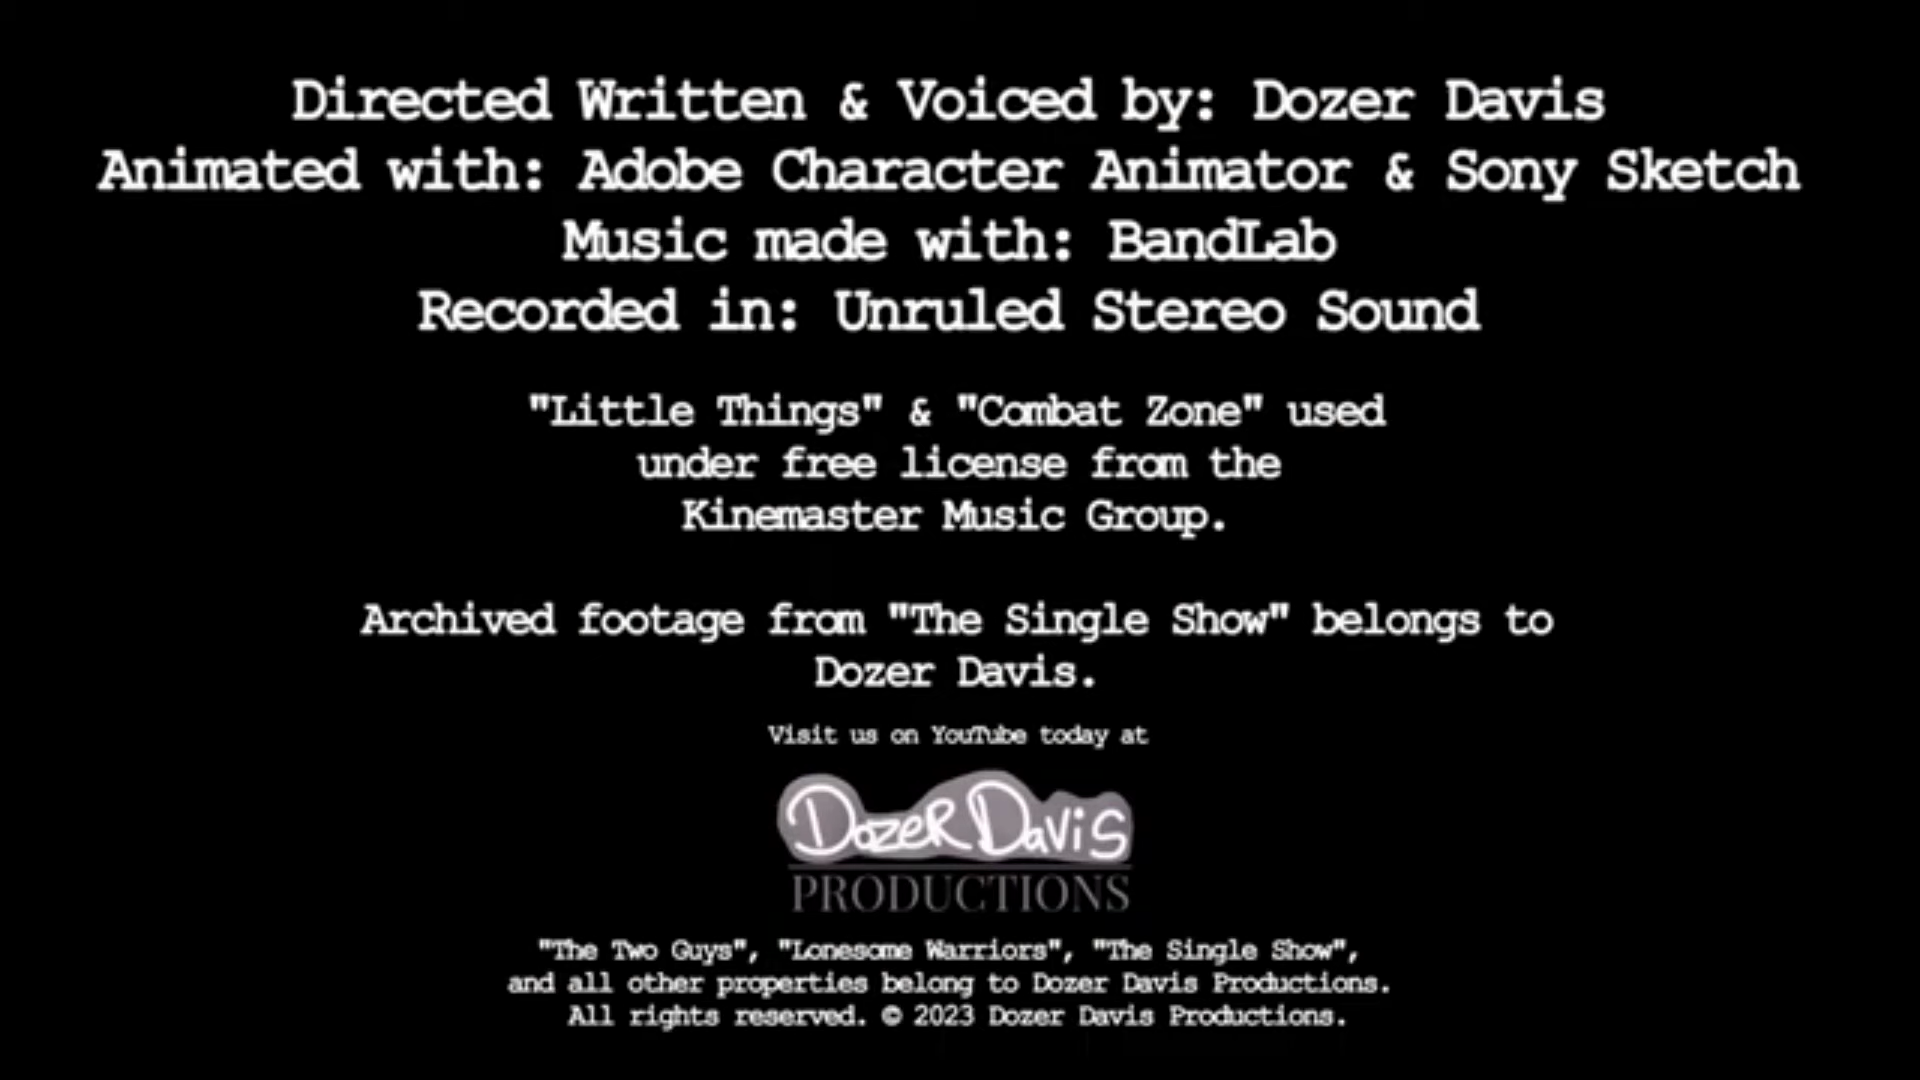 Directed Written & Voiced by: Dozer Davis
Animated with: Adobe Character Animator & Sony Sketch
Music made with: BandLab
Recorded in: Unruled Stereo Sound
"Little Things" & "Combat Zone" used
under free license from the
Kinemaster Music Group.
Archived footage from "The Single Show" belongs to
Dozer Davis.
Visit us on YouTube today at
Dozer Davis
PRODUCTIONS
"The Two Guys", "Lonesome Warriors", "The Single Show",
and all other properties belong to Dozer Davis Productions.
All rights reserved. © 2023 Dozer Davis Productions.